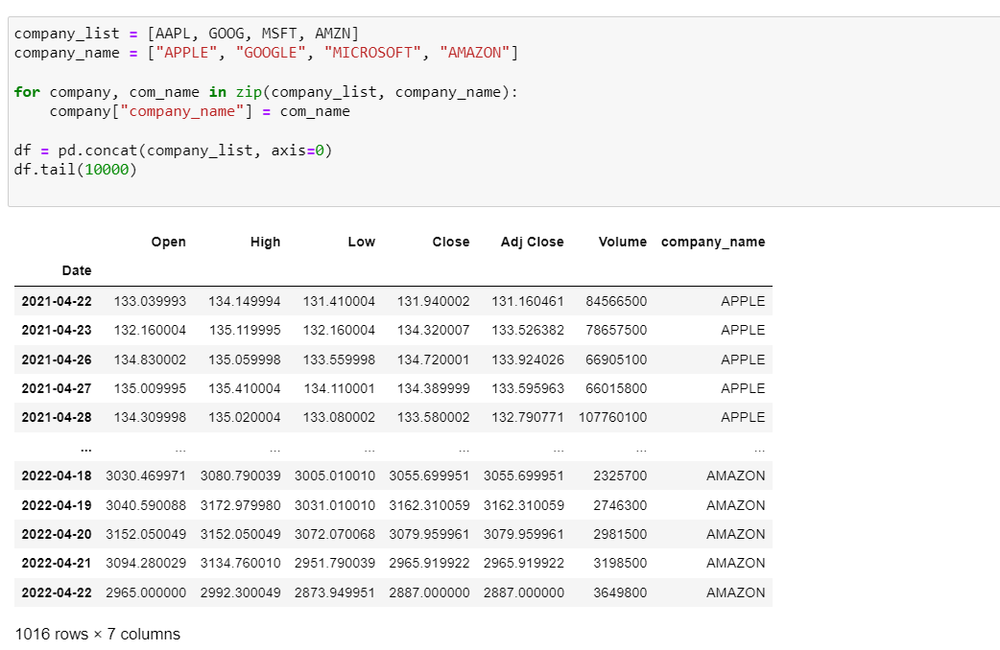 company_list = [AAPL, GOOG, MSFT, AMZN]
company_name = ["APPLE", "GOOGLE", "MICROSOFT", "AMAZON"]
for company, com_name in zip(company_list, company_name):
    company["company_name"] = com_name
df = pd.concat(company_list, axis=0)
df.tail(10000)
Open High Low Close Adj Close Volume company_name
Date
2021-04-22 133.039993 134.149994 131.410004 131.940002 131.160461 84566500 APPLE
2021-04-23 132.160004 135.119995 132.160004 134.320007 133.526382 78657500 APPLE
2021-04-26 134.830002 135.059998 133.559998 134.720001 133.924026 66905100 APPLE
2021-04-27 135.009995 135.410004 134.110001 134.389999 133.595963 66015800 APPLE
2021-04-28 134.309998 135.020004 133.080002 133.580002 132.790771 107760100 APPLE
... ... ... ... ... ... ... ...
2022-04-18 3030.469971 3080.790039 3005.010010 3055.699951 3055.699951 2325700 AMAZON
2022-04-19 3040.590088 3172.979980 3031.010010 3162.310059 3162.310059 2746300 AMAZON
2022-04-20 3152.050049 3152.050049 3072.070068 3079.959961 3079.959961 2981500 AMAZON
2022-04-21 3094.280029 3134.760010 2951.790039 2965.919922 2965.919922 3198500 AMAZON
2022-04-22 2965.000000 2992.300049 2873.949951 2887.000000 2887.000000 3649800 AMAZON
1016 rows × 7 columns